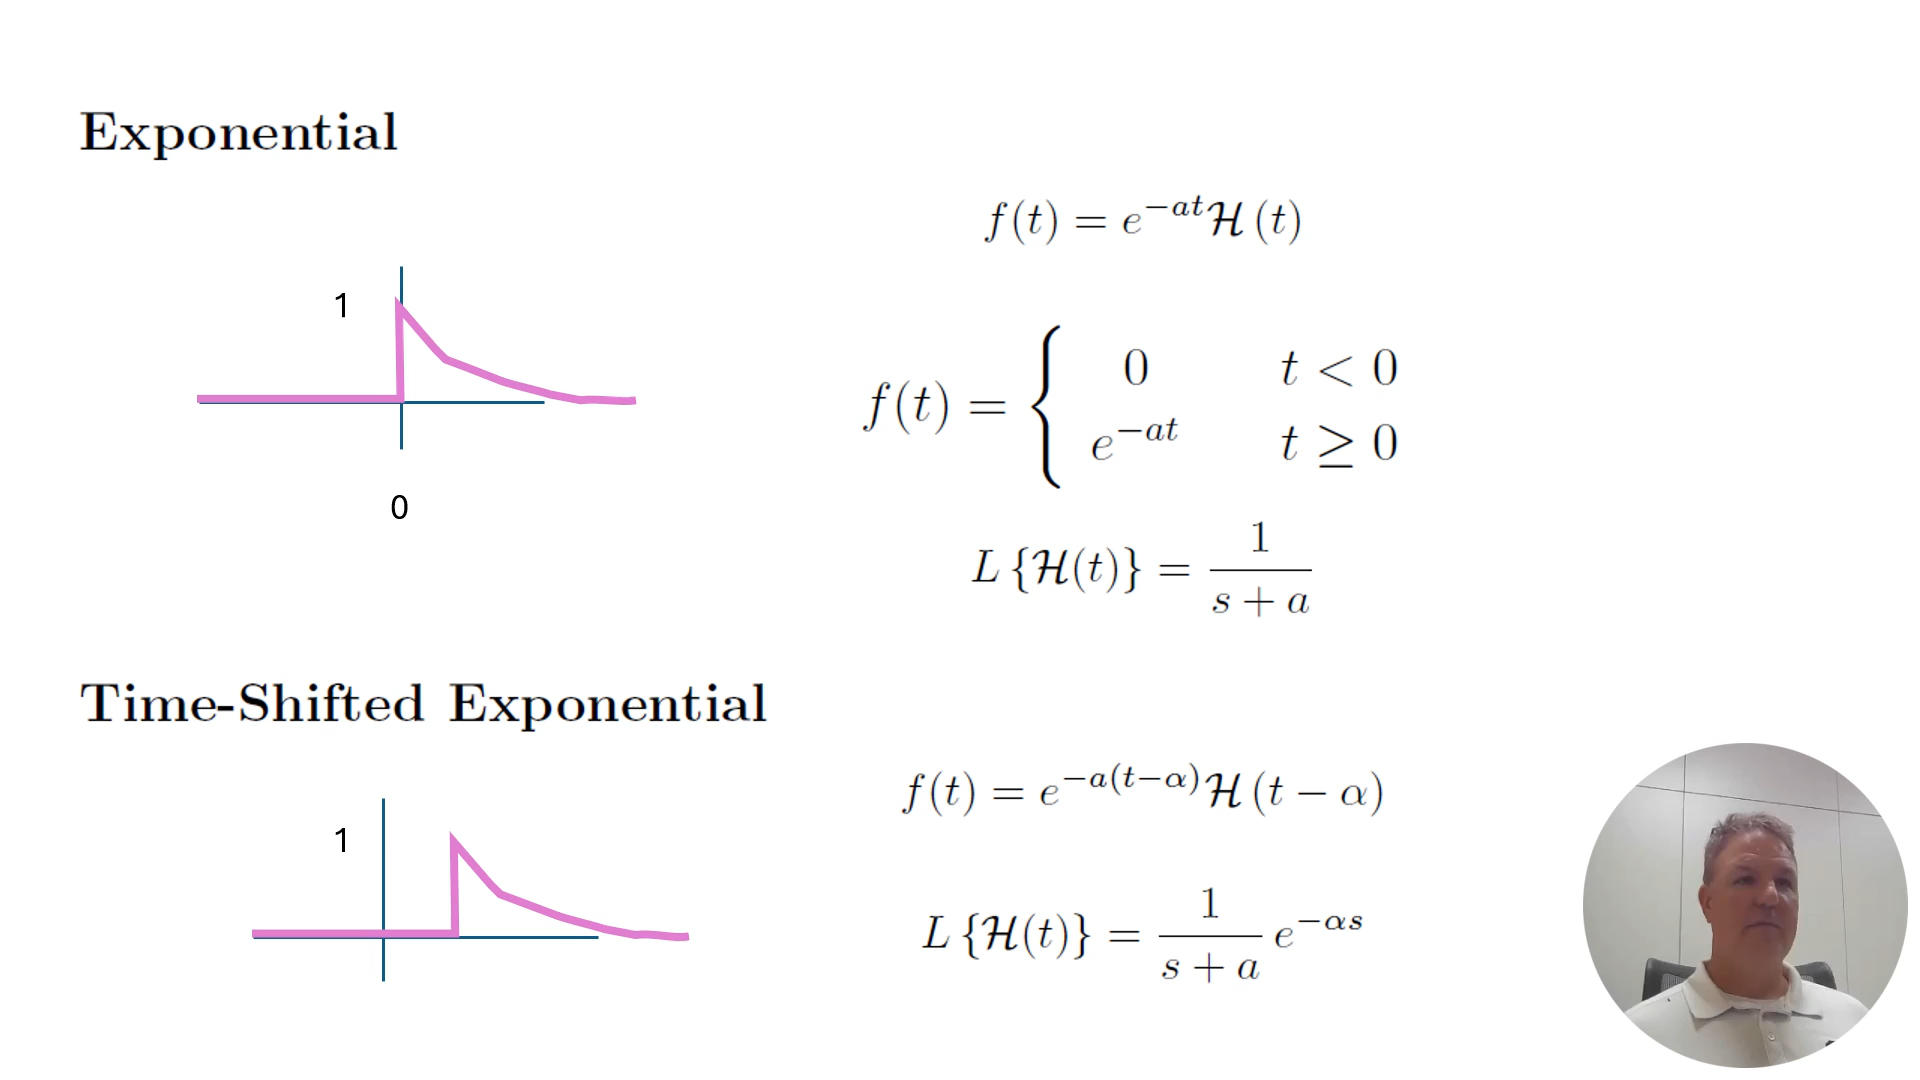 Exponential
f(t) = e^{-at}ℋ(t)
1
f(t) = { 0 t < 0
e^{-at} t ≥ 0
0
L{ℋ(t)} = 1/(s + a)
Time-Shifted Exponential
f(t) = e^{-a(t-α)}ℋ(t − α)
1
L{ℋ(t)} = 1/(s + a) e^{-αs}